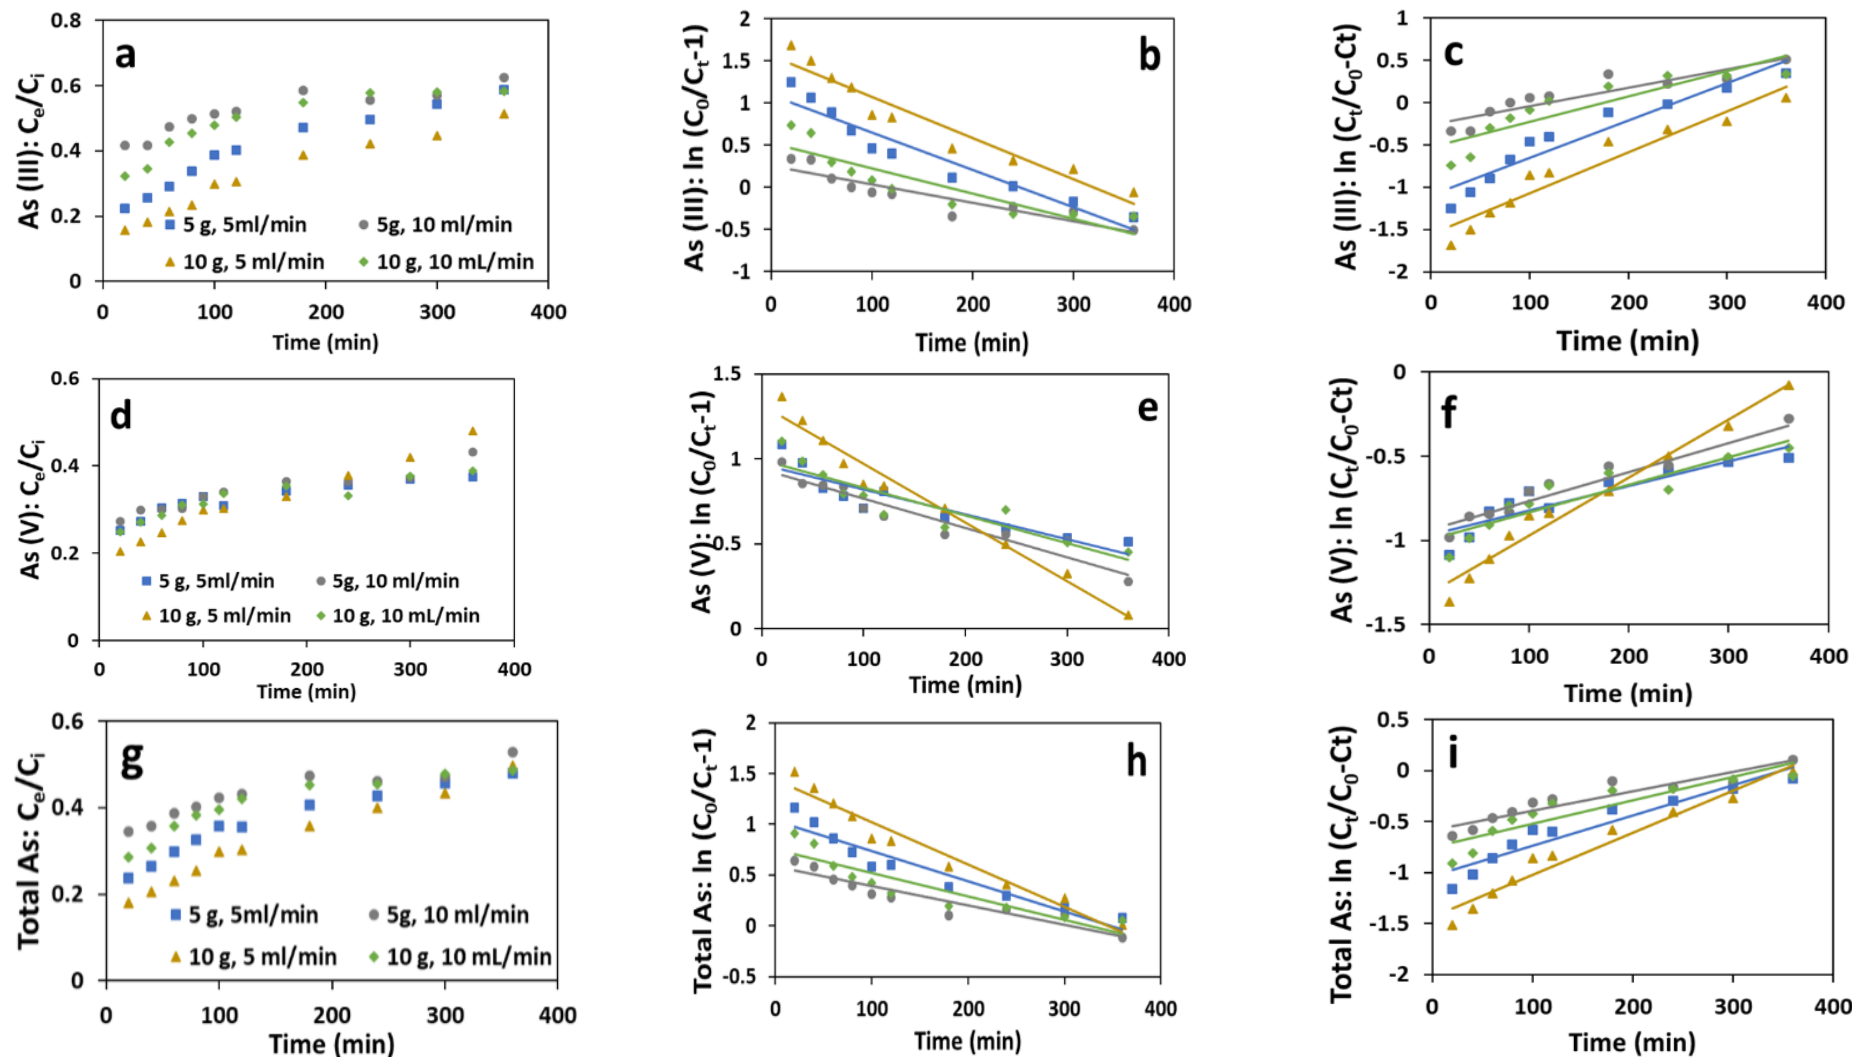 a
As (III): Ce/Ci
0.8
0.6
0.4
0.2
0
5 g, 5ml/min
5g, 10 ml/min
10 g, 5 ml/min
10 g, 10 mL/min
0 100 200 300 400
Time (min)
b
As (III): ln (C0/Ct-1)
2
1.5
1
0.5
0
-0.5
-1
0 100 200 300 400
Time (min)
c
As (III): ln (Ct/C0-Ct)
1
0.5
0
-0.5
-1
-1.5
-2
0 100 200 300 400
Time (min)
d
As (V): Ce/Ci
0.6
0.4
0.2
0
5 g, 5ml/min
5g, 10 ml/min
10 g, 5 ml/min
10 g, 10 mL/min
0 100 200 300 400
Time (min)
e
As (V): ln (C0/Ct-1)
1.5
1
0.5
0
0 100 200 300 400
Time (min)
f
As (V): ln (Ct/C0-Ct)
0
-0.5
-1
-1.5
0 100 200 300 400
Time (min)
g
Total As: Ce/Ci
0.6
0.4
0.2
0
5 g, 5ml/min
5g, 10 ml/min
10 g, 5 ml/min
10 g, 10 mL/min
0 100 200 300 400
Time (min)
h
Total As: ln (C0/Ct-1)
2
1.5
1
0.5
0
-0.5
0 100 200 300 400
Time (min)
i
Total As: ln (Ct/C0-Ct)
0.5
0
-0.5
-1
-1.5
-2
0 100 200 300 400
Time (min)